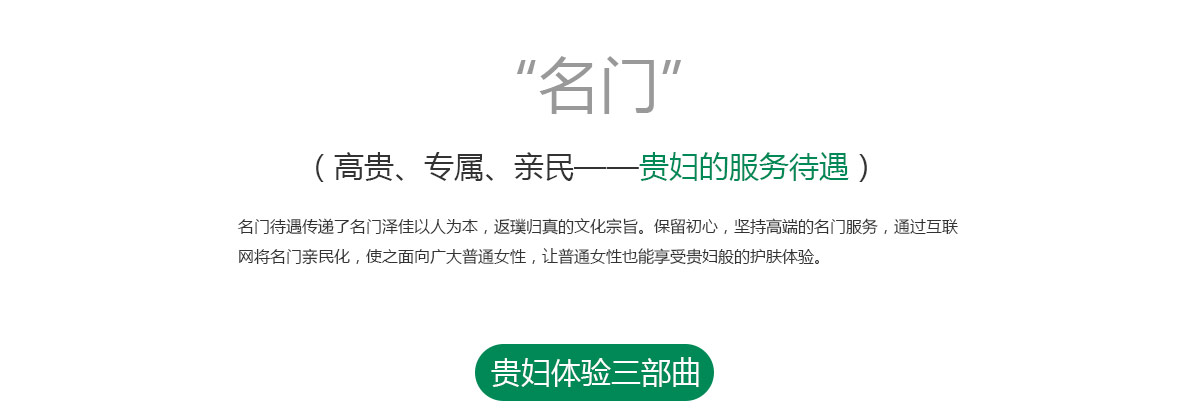 “名门”
（高贵、专属、亲民——贵妇的服务待遇）
名门待遇传递了名门泽佳以人为本，返璞归真的文化宗旨。保留初心，坚持高端的名门服务，通过互联
网将名门亲民化，使之面向广大普通女性，让普通女性也能享受贵妇般的护肤体验。
贵妇体验三部曲